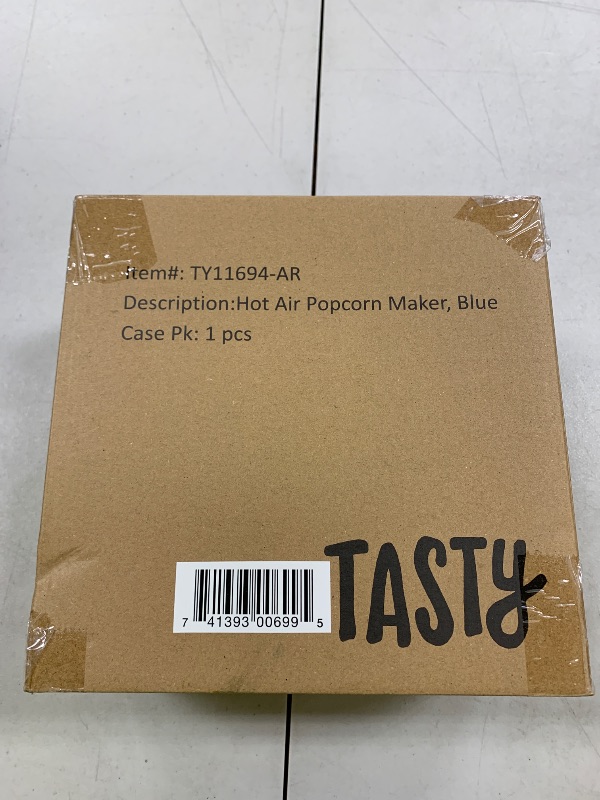 Item#: TY11694-AR
Description:Hot Air Popcorn Maker, Blue
Case Pk: 1 pcs
TASTY
7 41393 00699 5